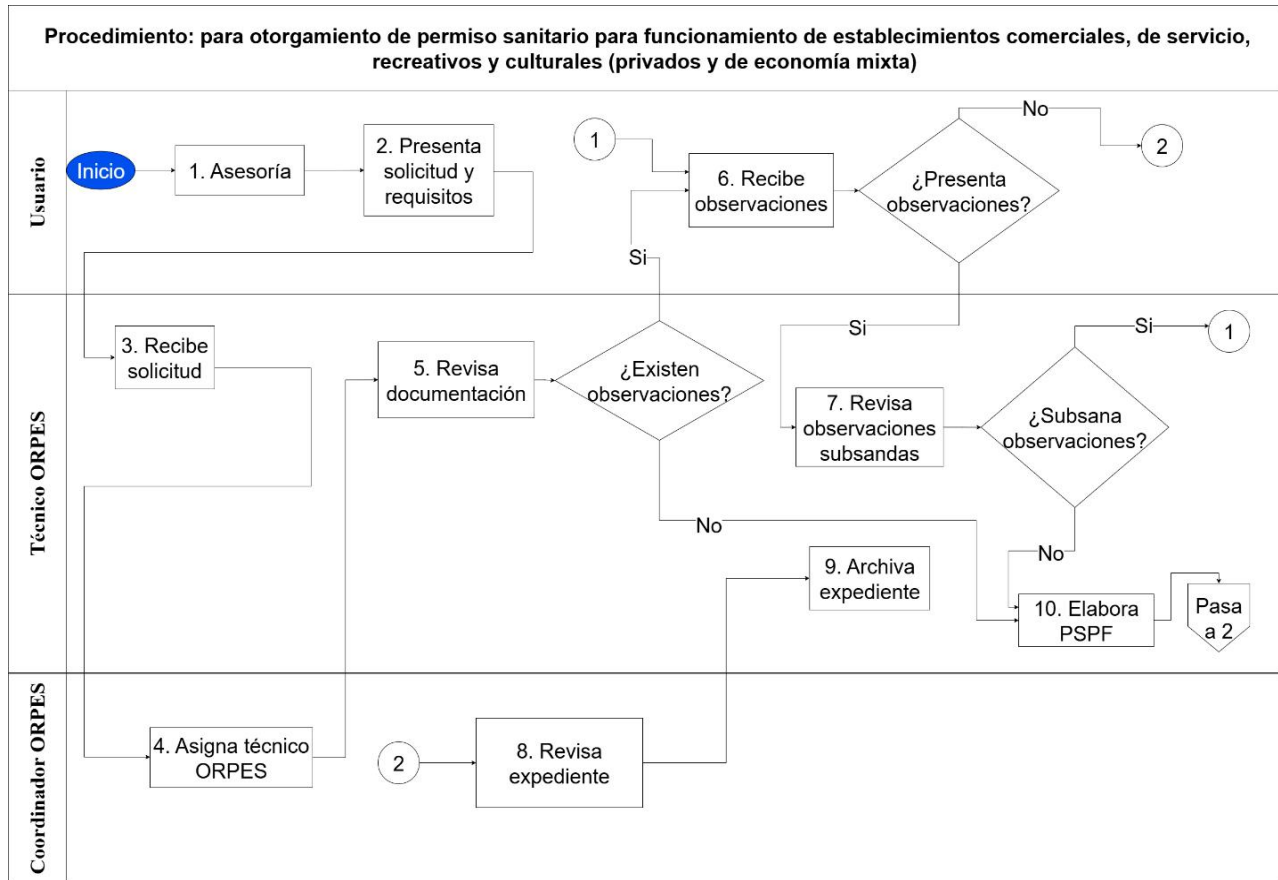 Procedimiento: para otorgamiento de permiso sanitario para funcionamiento de establecimientos comerciales, de servicio,
recreativos y culturales (privados y de economía mixta)
Usuario
Inicio
1. Asesoría
2. Presenta
solicitud y
requisitos
1
6. Recibe
observaciones
¿Presenta
observaciones?
No
2
Si
Si
Técnico ORPES
3. Recibe
solicitud
5. Revisa
documentación
¿Existen
observaciones?
No
7. Revisa
observaciones
subsandas
¿Subsana
observaciones?
Si
1
No
9. Archiva
expediente
10. Elabora
PSPF
Pasa
a 2
Coordinador ORPES
4. Asigna técnico
ORPES
2
8. Revisa
expediente